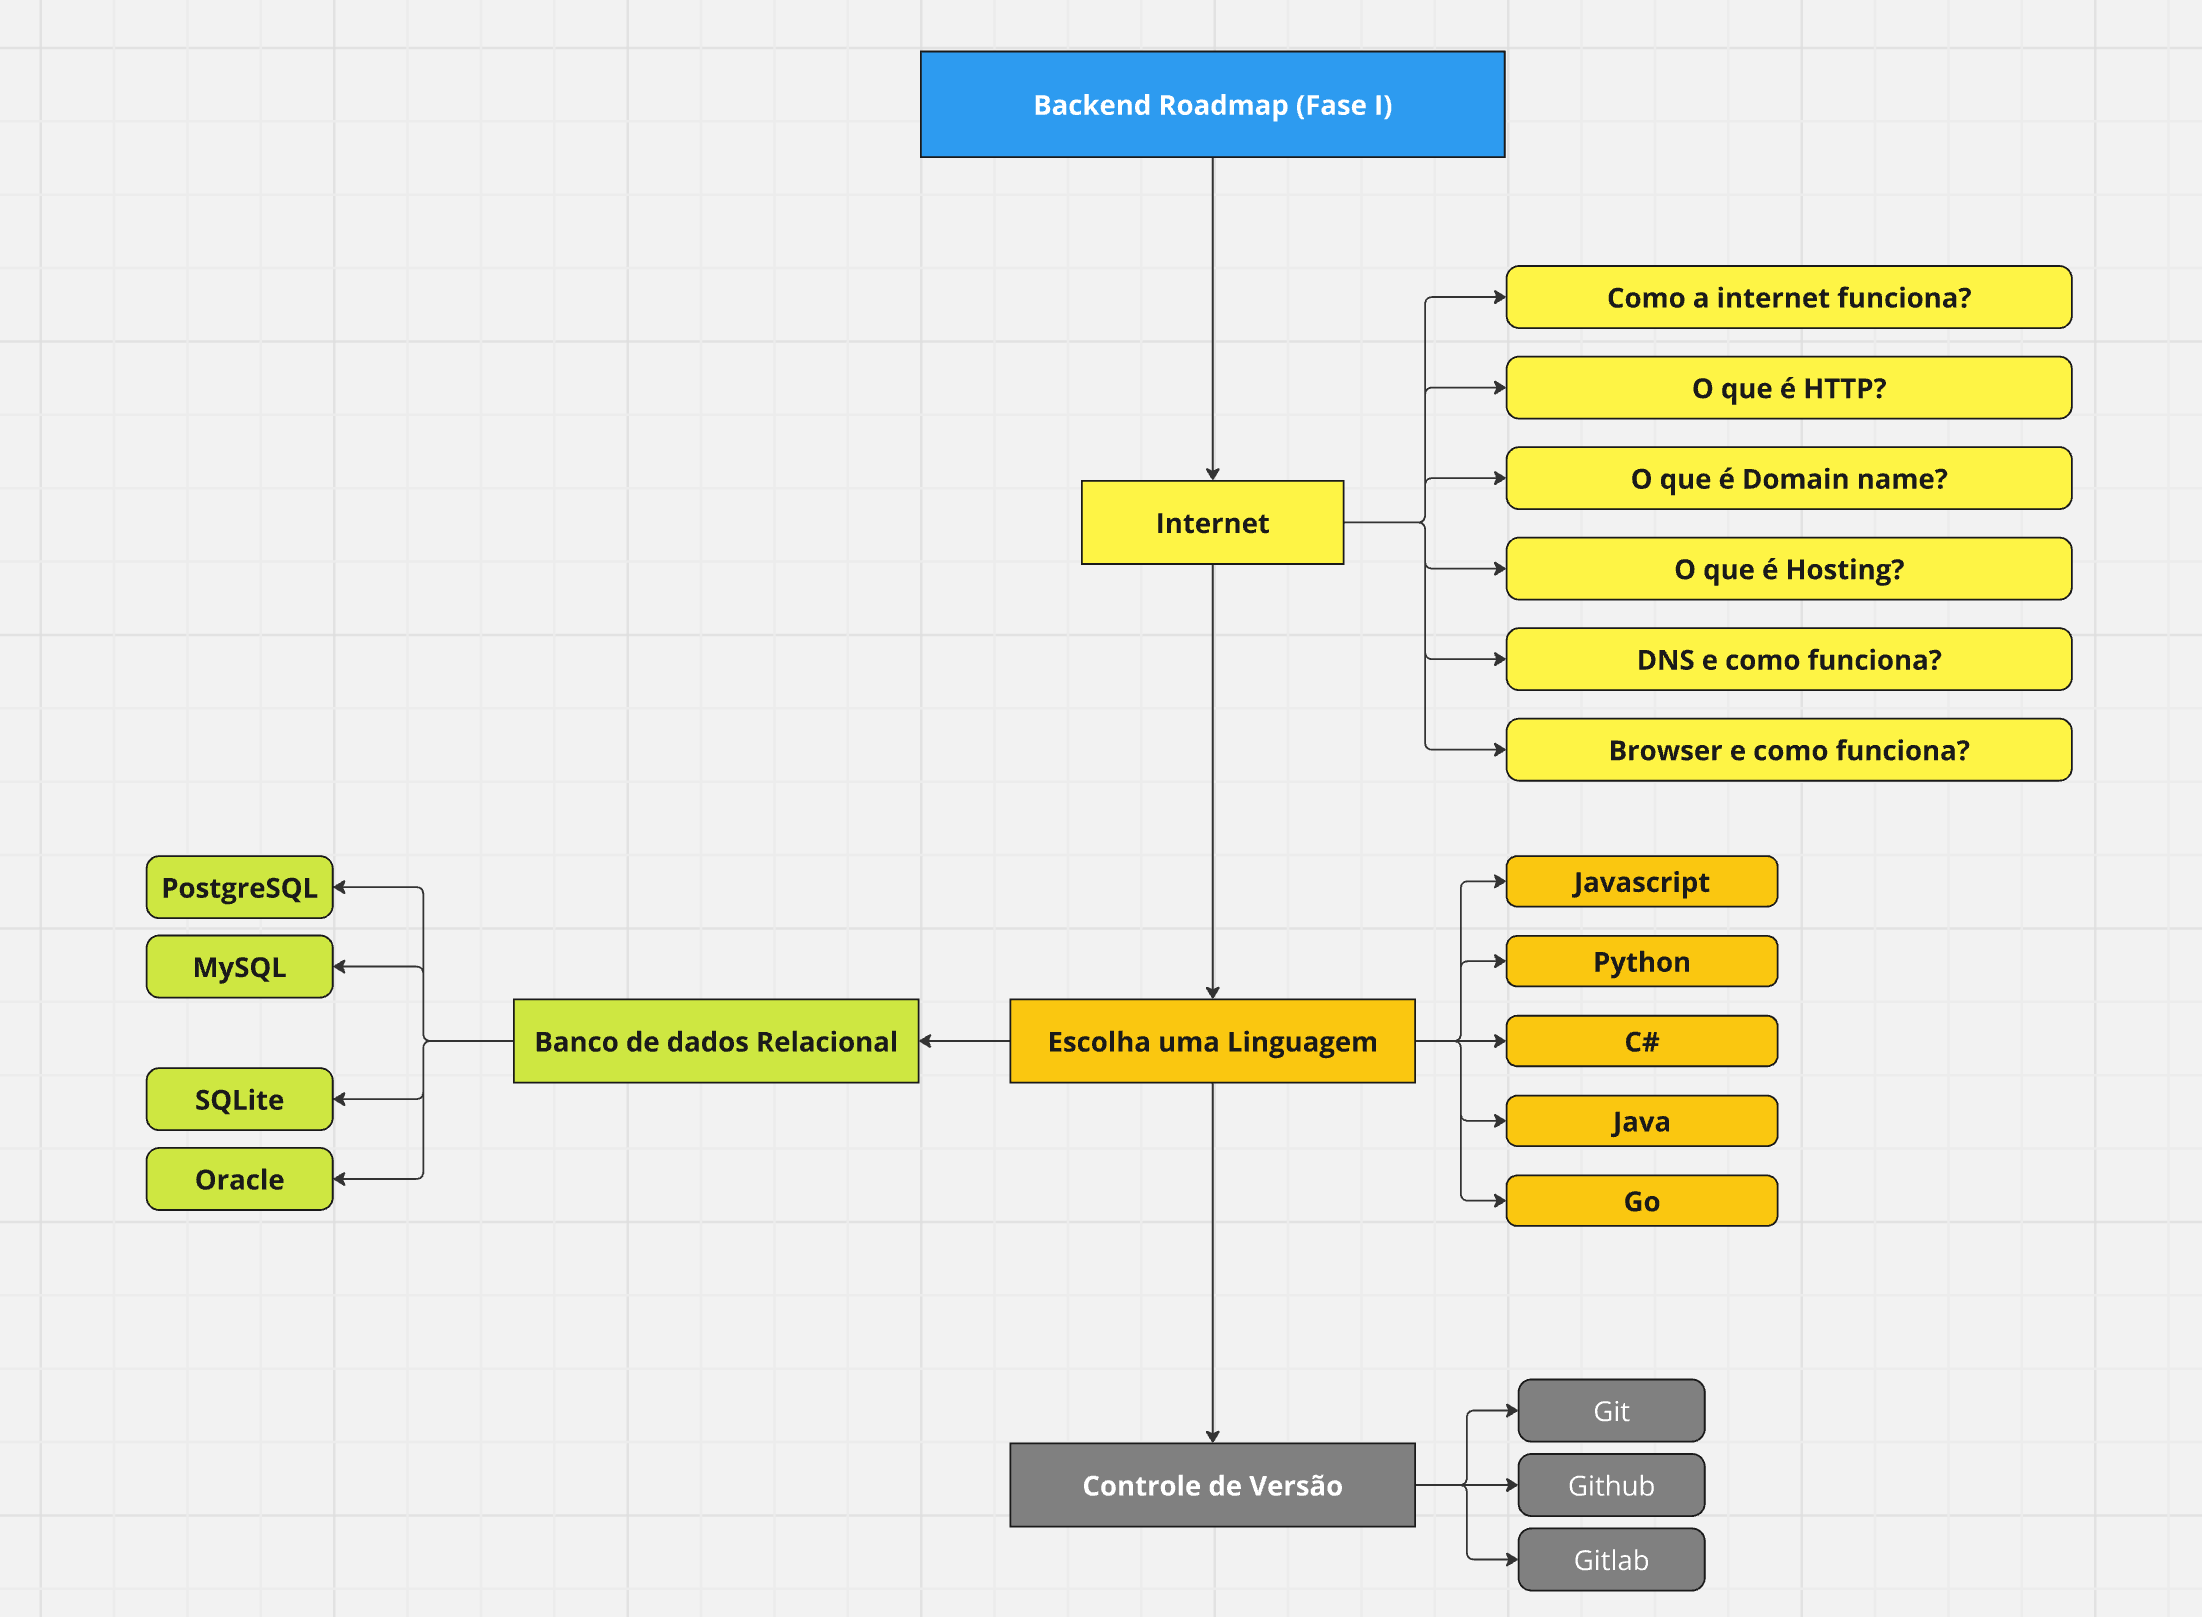 Backend Roadmap (Fase I)
Como a internet funciona?
O que é HTTP?
O que é Domain name?
Internet
O que é Hosting?
DNS e como funciona?
Browser e como funciona?
PostgreSQL
MySQL
Banco de dados Relacional
SQLite
Oracle
Escolha uma Linguagem
Javascript
Python
C#
Java
Go
Controle de Versão
Git
Github
Gitlab